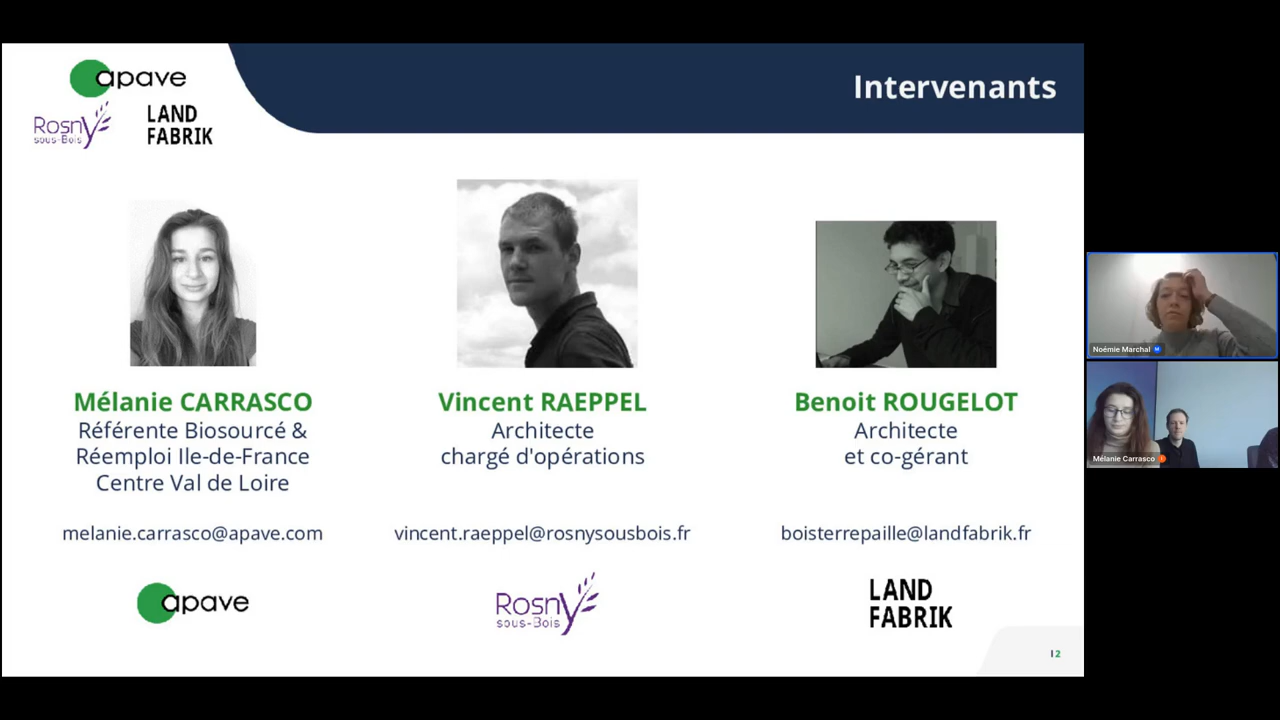 apave
Rosny
sous-Bois
LAND
FABRIK
Intervenants
Mélanie CARRASCO
Référente Biosourcé &
Réemploi Ile-de-France
Centre Val de Loire
melanie.carrasco@apave.com
apave
Vincent RAEPPEL
Architecte
chargé d'opérations
vincent.raeppel@rosnysousbois.fr
Rosny
sous-Bois
Benoit ROUGELOT
Architecte
et co-gérant
boisterrepaille@landfabrik.fr
LAND
FABRIK
I 2
Noémie Marchal M
Mélanie Carrasco